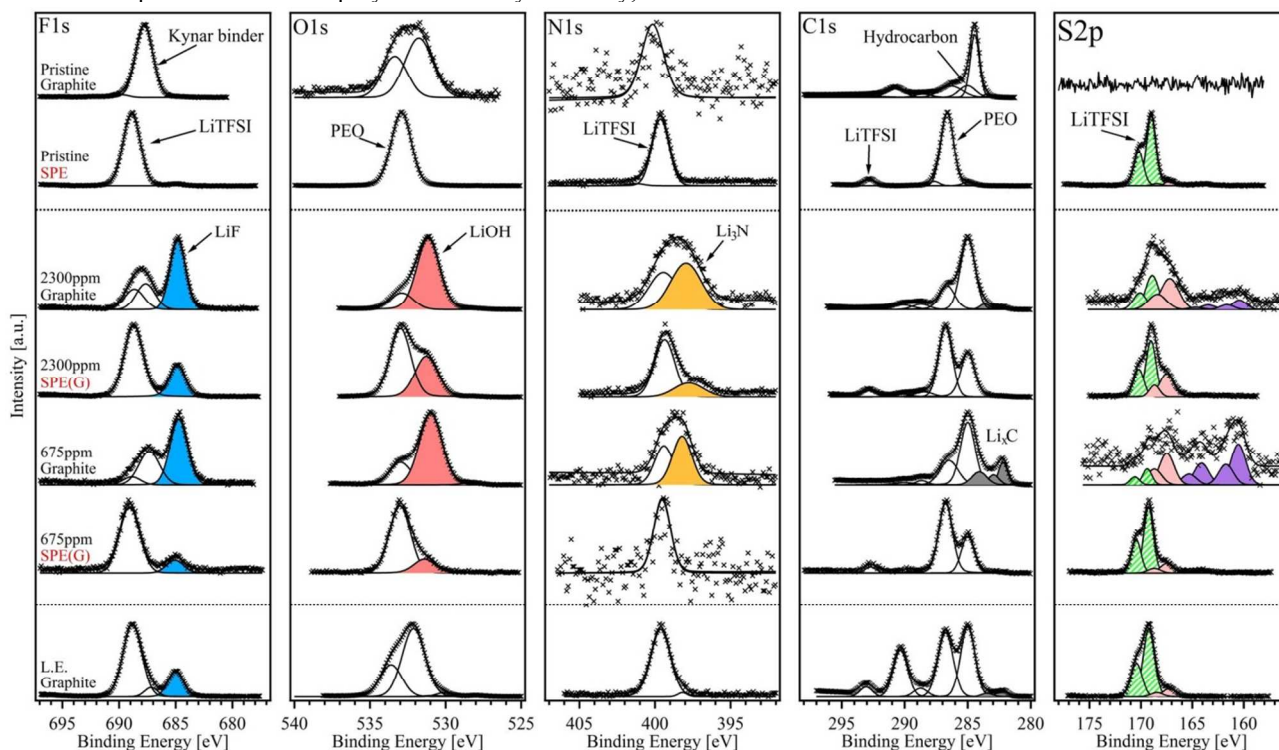 F1s
O1s
N1s
C1s
S2p
Pristine
Graphite
Kynar binder
Hydrocarbon
Pristine
SPE
LiTFSI
PEO
LiTFSI
LiTFSI
PEO
LiTFSI
2300ppm
Graphite
LiF
LiOH
Li₃N
2300ppm
SPE(G)
675ppm
Graphite
LiₓC
675ppm
SPE(G)
L.E.
Graphite
Intensity [a.u.]
695 690 685 680
540 535 530 525
405 400 395
295 290 285 280
175 170 165 160
Binding Energy [eV]
Binding Energy [eV]
Binding Energy [eV]
Binding Energy [eV]
Binding Energy [eV]